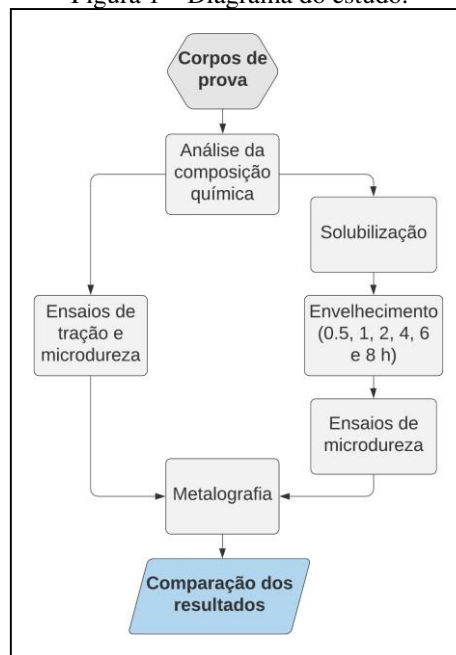 Figura 1 – Diagrama do estudo.
Corpos de
prova
Análise da
composição
química
Solubilização
Ensaios de
tração e
microdureza
Envelhecimento
(0.5, 1, 2, 4, 6
e 8 h)
Ensaios de
microdureza
Metalografia
Comparação dos
resultados